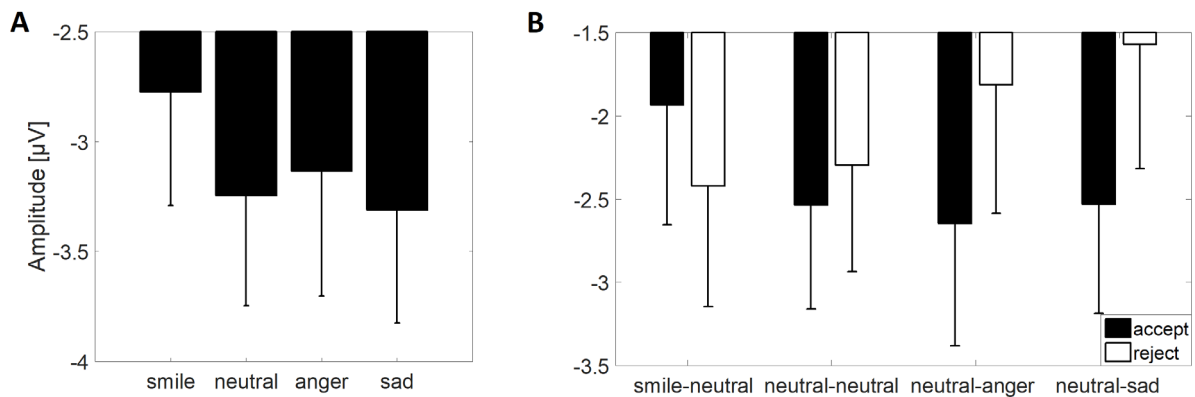 A
Amplitude [µV]
-2.5
-3
-3.5
-4
smile neutral anger sad
B
-1.5
-2
-2.5
-3
-3.5
smile-neutral neutral-neutral neutral-anger neutral-sad
accept
reject